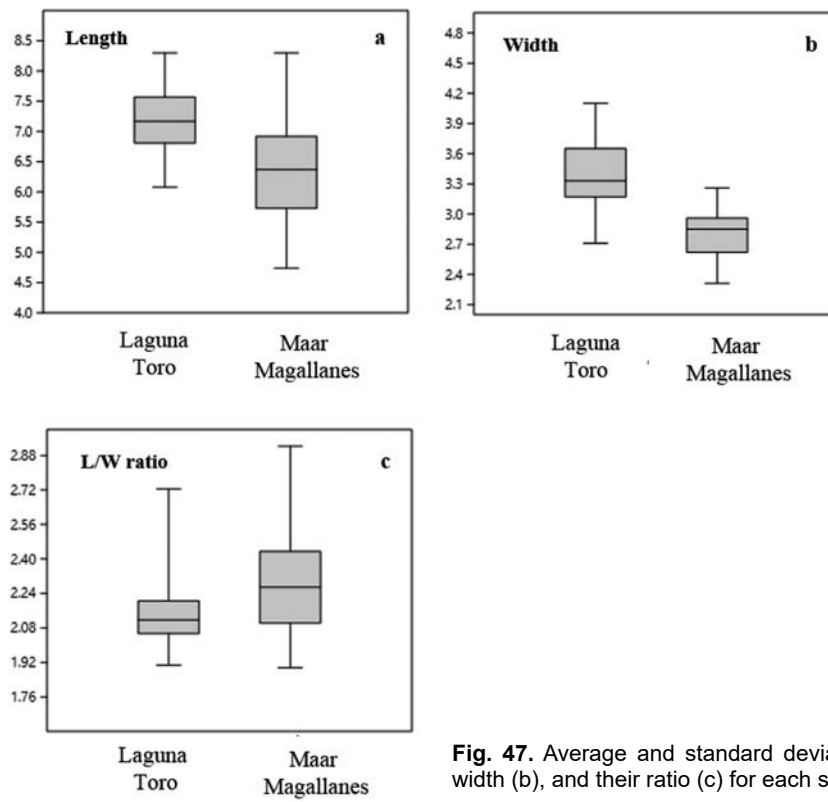 Length
a
8.5
8.0
7.5
7.0
6.5
6.0
5.5
5.0
4.5
4.0
Laguna
Toro
Maar
Magallanes
Width
b
4.8
4.5
4.2
3.9
3.6
3.3
3.0
2.7
2.4
2.1
Laguna
Toro
Maar
Magallanes
L/W ratio
c
2.88
2.72
2.56
2.40
2.24
2.08
1.92
1.76
Laguna
Toro
Maar
Magallanes
Fig. 47. Average and standard devia
width (b), and their ratio (c) for each s